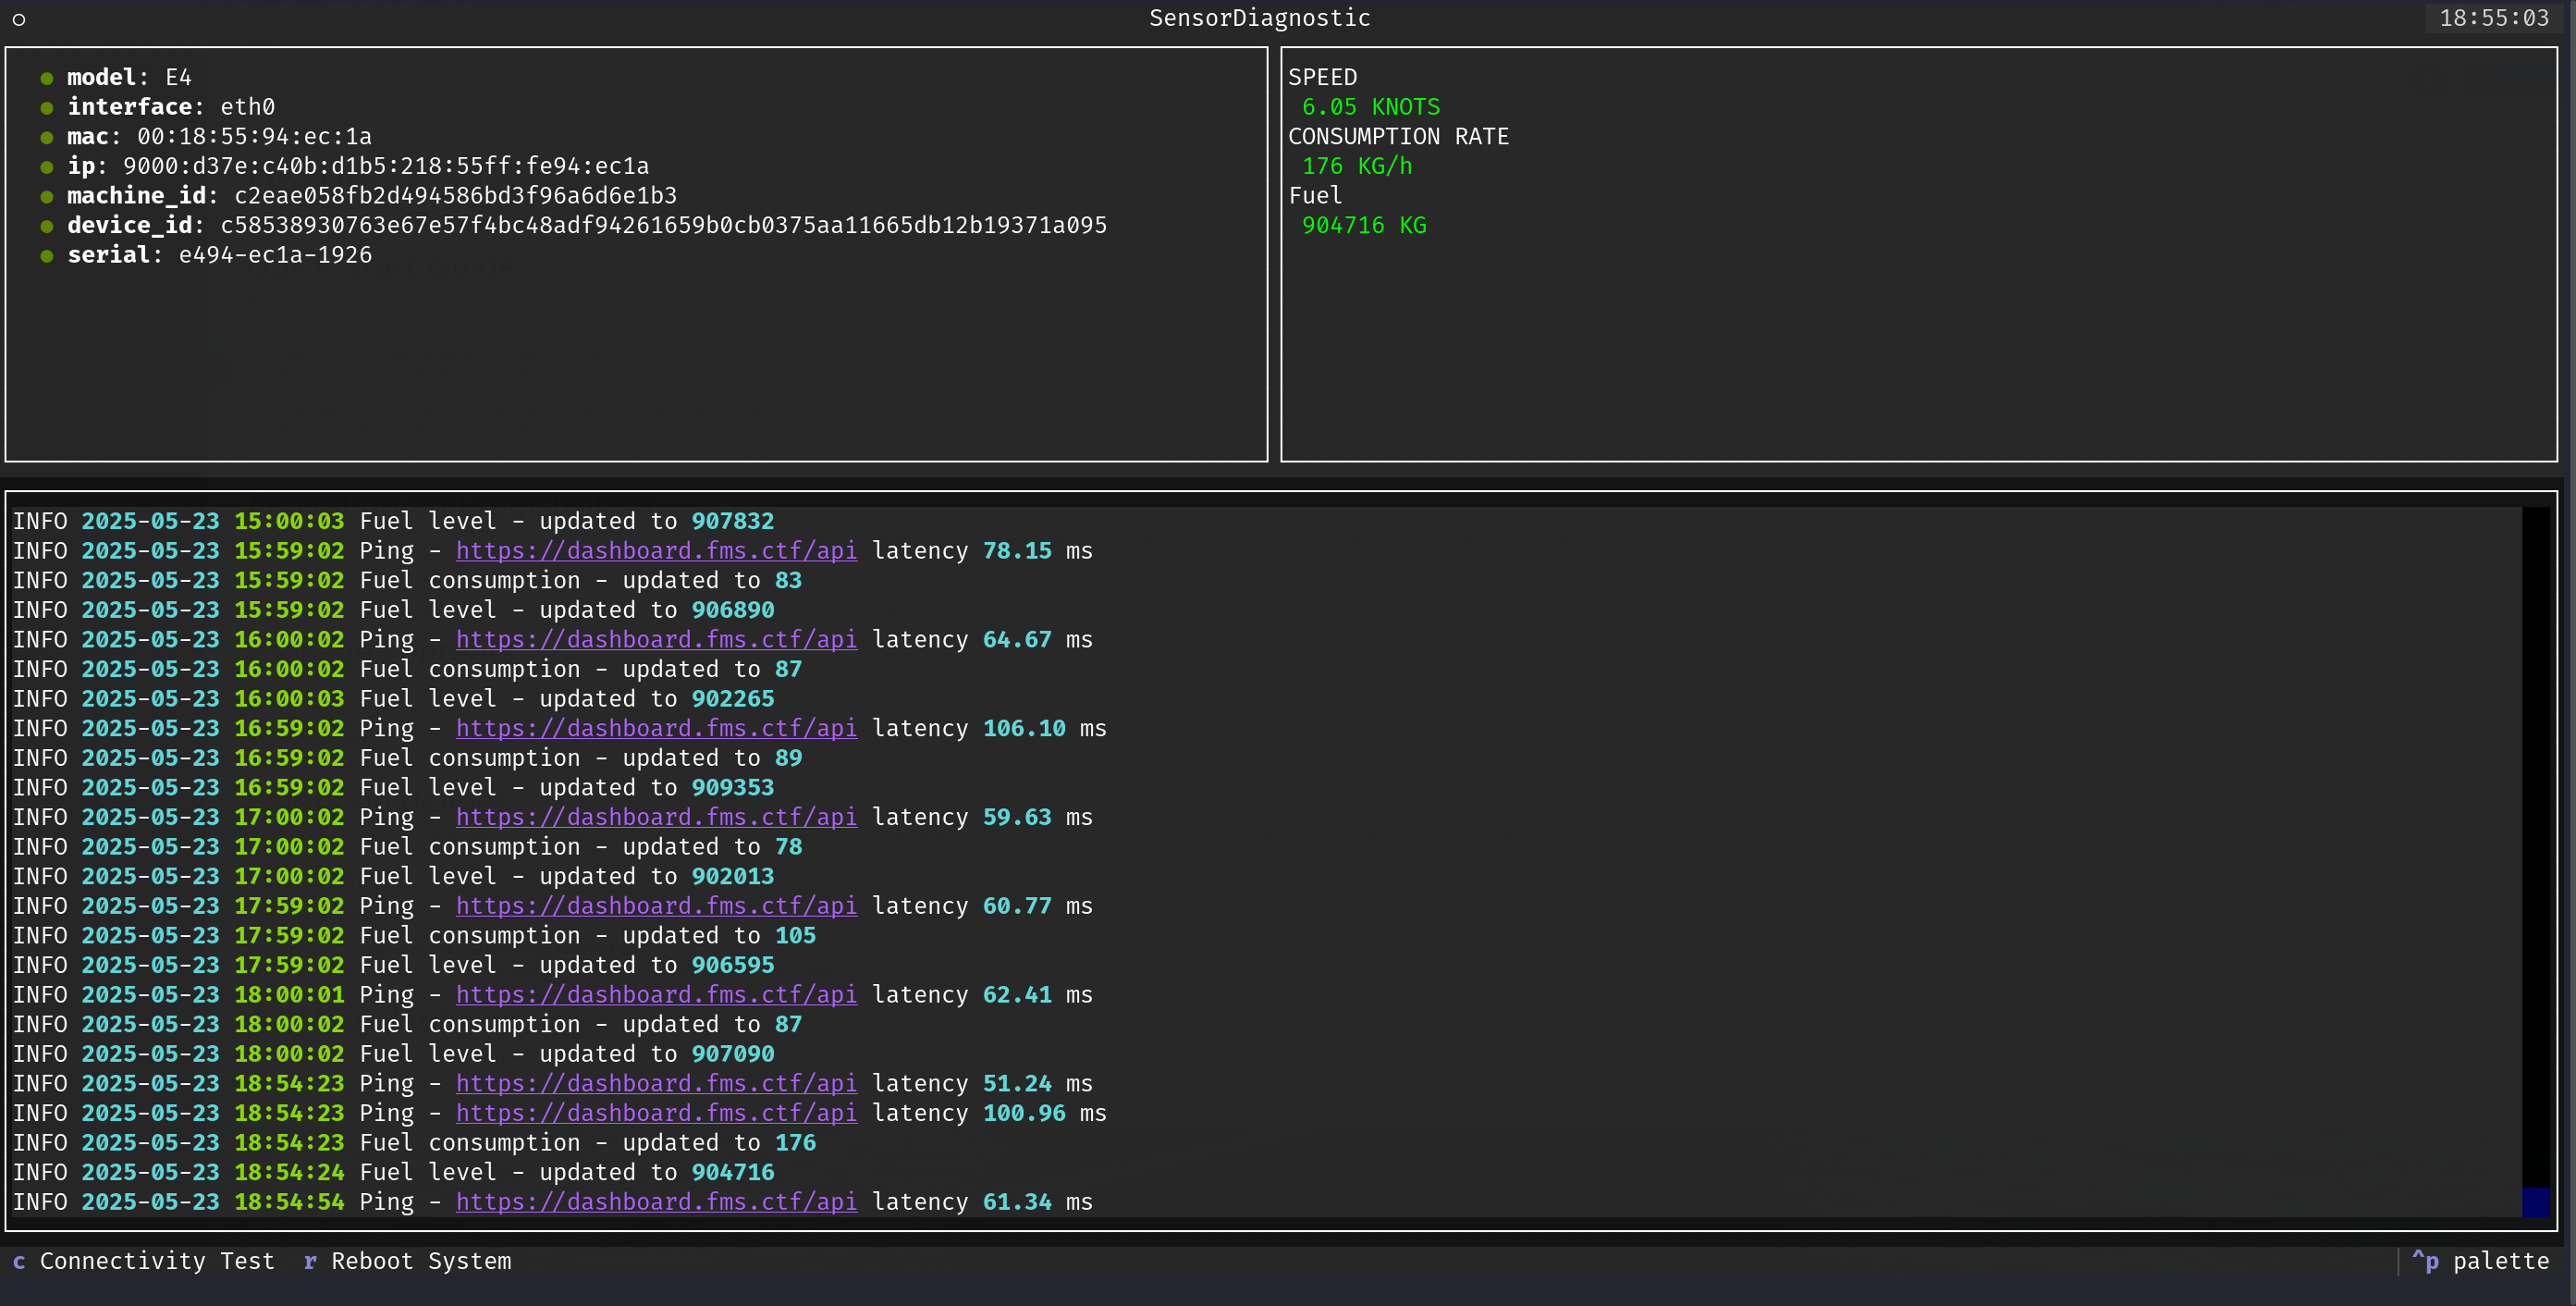 ○ SensorDiagnostic 18:55:03
● model: E4
● interface: eth0
● mac: 00:18:55:94:ec:1a
● ip: 9000:d37e:c40b:d1b5:218:55ff:fe94:ec1a
● machine_id: c2eae058fb2d494586bd3f96a6d6e1b3
● device_id: c58538930763e67e57f4bc48adf94261659b0cb0375aa11665db12b19371a095
● serial: e494-ec1a-1926
SPEED
6.05 KNOTS
CONSUMPTION RATE
176 KG/h
Fuel
904716 KG
INFO 2025-05-23 15:00:03 Fuel level - updated to 907832
INFO 2025-05-23 15:59:02 Ping - https://dashboard.fms.ctf/api latency 78.15 ms
INFO 2025-05-23 15:59:02 Fuel consumption - updated to 83
INFO 2025-05-23 15:59:02 Fuel level - updated to 906890
INFO 2025-05-23 16:00:02 Ping - https://dashboard.fms.ctf/api latency 64.67 ms
INFO 2025-05-23 16:00:02 Fuel consumption - updated to 87
INFO 2025-05-23 16:00:03 Fuel level - updated to 902265
INFO 2025-05-23 16:59:02 Ping - https://dashboard.fms.ctf/api latency 106.10 ms
INFO 2025-05-23 16:59:02 Fuel consumption - updated to 89
INFO 2025-05-23 16:59:02 Fuel level - updated to 909353
INFO 2025-05-23 17:00:02 Ping - https://dashboard.fms.ctf/api latency 59.63 ms
INFO 2025-05-23 17:00:02 Fuel consumption - updated to 78
INFO 2025-05-23 17:00:02 Fuel level - updated to 902013
INFO 2025-05-23 17:59:02 Ping - https://dashboard.fms.ctf/api latency 60.77 ms
INFO 2025-05-23 17:59:02 Fuel consumption - updated to 105
INFO 2025-05-23 17:59:02 Fuel level - updated to 906595
INFO 2025-05-23 18:00:01 Ping - https://dashboard.fms.ctf/api latency 62.41 ms
INFO 2025-05-23 18:00:02 Fuel consumption - updated to 87
INFO 2025-05-23 18:00:02 Fuel level - updated to 907090
INFO 2025-05-23 18:54:23 Ping - https://dashboard.fms.ctf/api latency 51.24 ms
INFO 2025-05-23 18:54:23 Ping - https://dashboard.fms.ctf/api latency 100.96 ms
INFO 2025-05-23 18:54:23 Fuel consumption - updated to 176
INFO 2025-05-23 18:54:24 Fuel level - updated to 904716
INFO 2025-05-23 18:54:54 Ping - https://dashboard.fms.ctf/api latency 61.34 ms
c Connectivity Test r Reboot System ^p palette